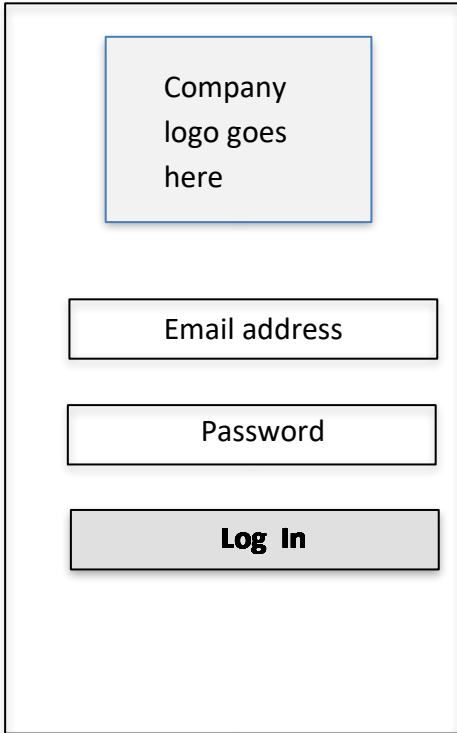 Company
logo goes
here
Email address
Password
Log In